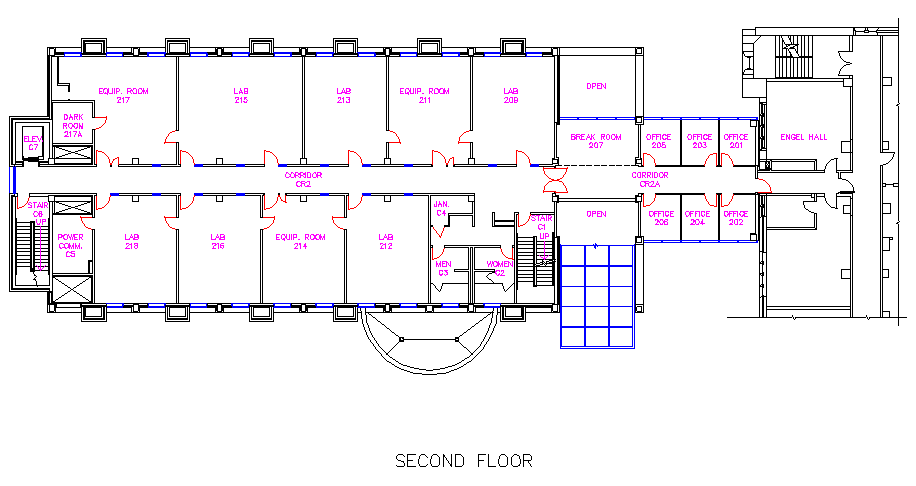 EQUIP. ROOM
217
LAB
215
LAB
213
EQUIP. ROOM
211
LAB
209
OPEN
DARK
ROOM
217A
ELEV.
C7
BREAK ROOM
207
OFFICE
205
OFFICE
203
OFFICE
201
ENGEL HALL
CORRIDOR
CR2
CORRIDOR
CR2A
STAIR
C6
UP
POWER
COMM.
C5
LAB
218
LAB
216
EQUIP. ROOM
214
LAB
212
JAN.
C4
MEN
C3
WOMEN
C2
STAIR
C1
UP
OPEN
OFFICE
206
OFFICE
204
OFFICE
202
SECOND FLOOR